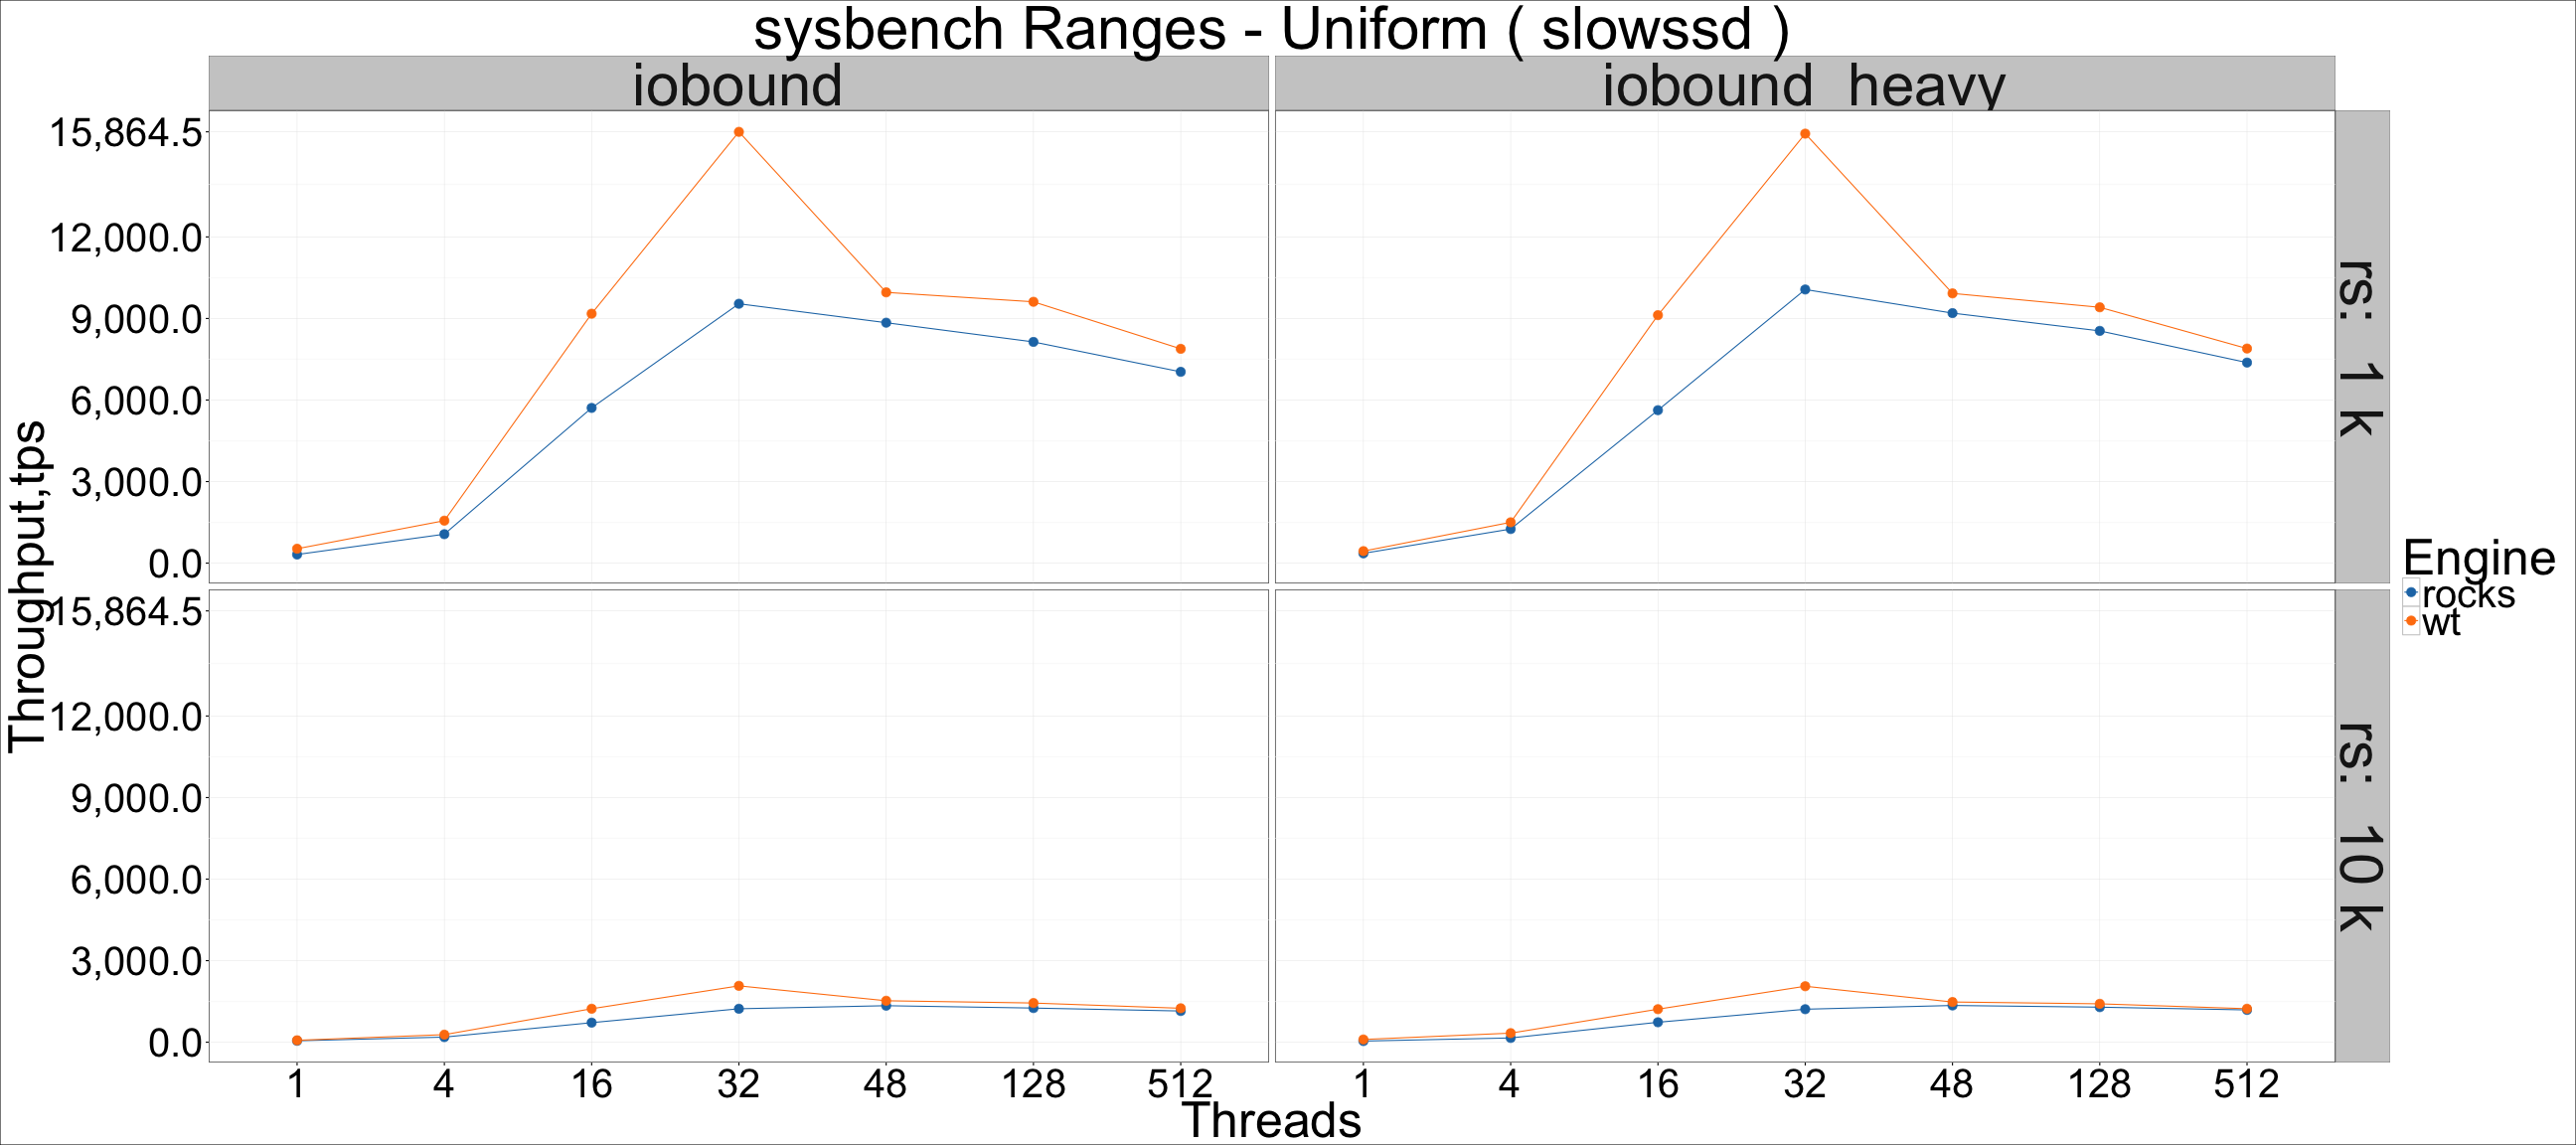 sysbench Ranges - Uniform ( slowssd )
iobound
iobound heavy
15,864.5
12,000.0
9,000.0
6,000.0
3,000.0
0.0
rs: 1 k
Throughput,tps
15,864.5
12,000.0
9,000.0
6,000.0
3,000.0
0.0
rs: 10 k
Engine
rocks
wt
1 4 16 32 48 128 512 1 4 16 32 48 128 512
Threads